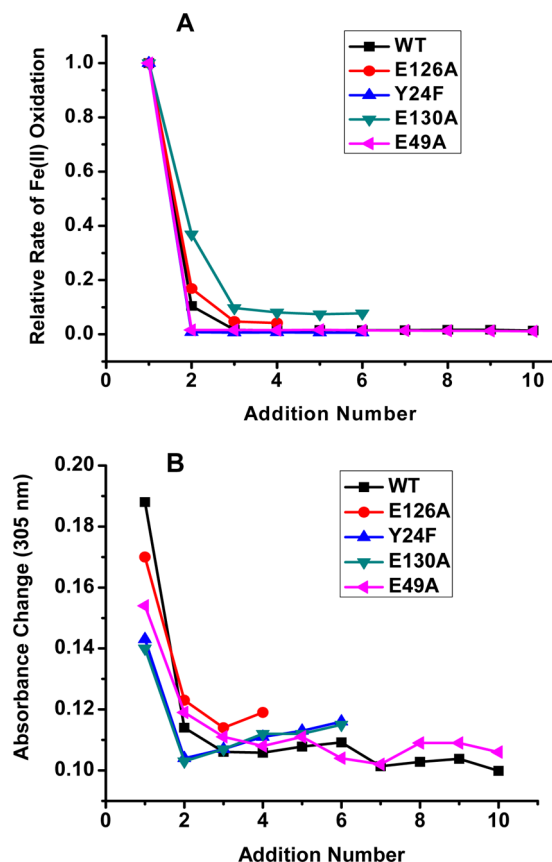 A
WT
E126A
Y24F
E130A
E49A
Relative Rate of Fe(II) Oxidation
1.0
0.8
0.6
0.4
0.2
0.0
0 2 4 6 8 10
Addition Number
B
WT
E126A
Y24F
E130A
E49A
Absorbance Change (305 nm)
0.20
0.18
0.16
0.14
0.12
0.10
0 2 4 6 8 10
Addition Number